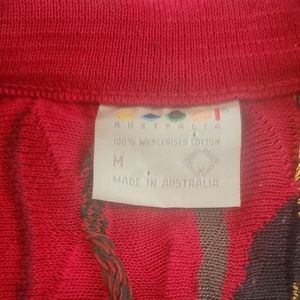 AUSTRALIA
100% MERCERISED COTTON
M
MADE IN AUSTRALIA